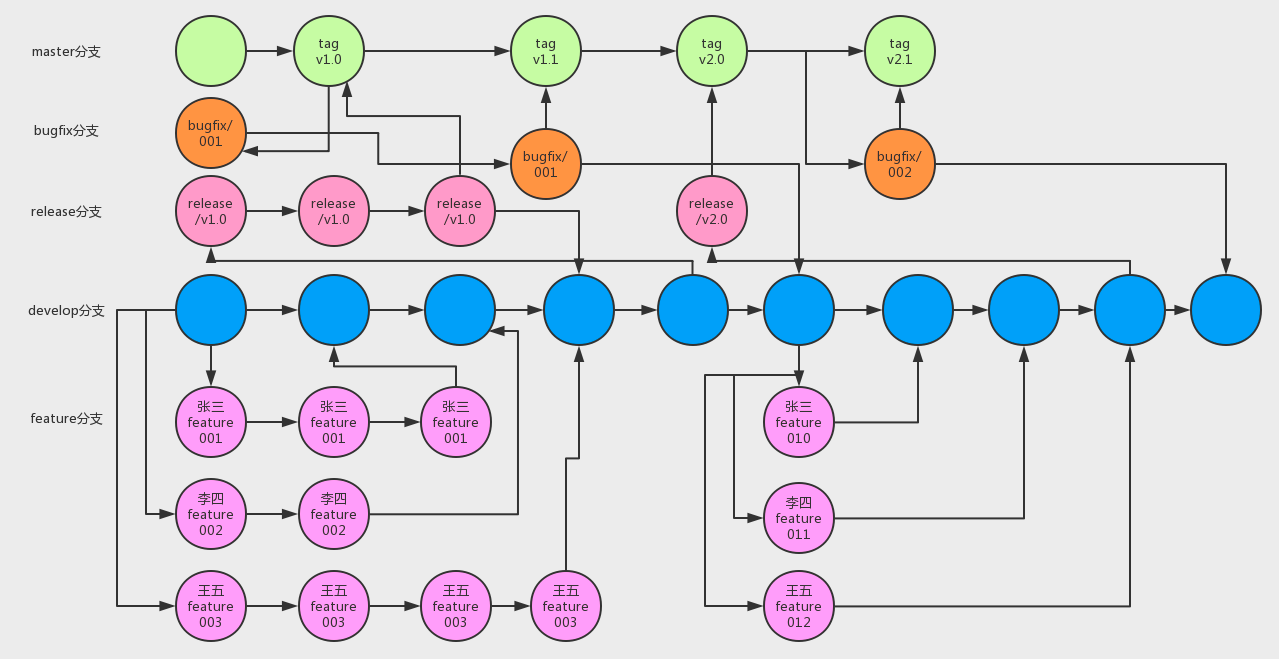 master分支
tag
v1.0
tag
v1.1
tag
v2.0
tag
v2.1
bugfix分支
bugfix/
001
bugfix/
001
bugfix/
002
release分支
release
/v1.0
release
/v1.0
release
/v1.0
release
/v2.0
develop分支
feature分支
张三
feature
001
张三
feature
001
张三
feature
001
张三
feature
010
李四
feature
002
李四
feature
002
李四
feature
011
王五
feature
003
王五
feature
003
王五
feature
003
王五
feature
003
王五
feature
012